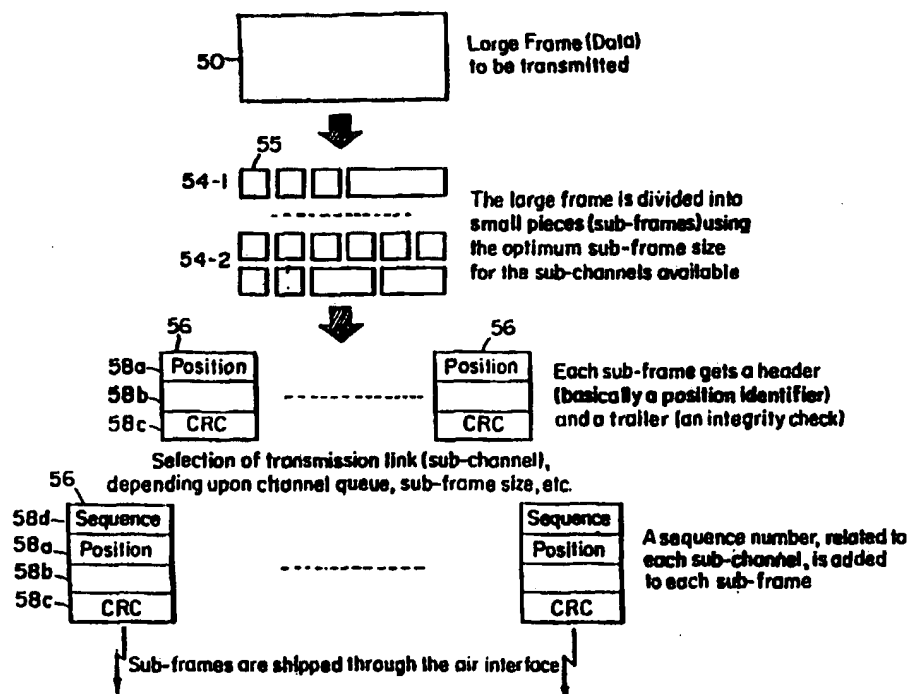 50
Large Frame (Data)
to be transmitted
55
54-1
The large frame is divided into
small pieces (sub-frames) using
the optimum sub-frame size
for the sub-channels available
54-2
56
56
58a
Position
Position
58b
58c
CRC
CRC
Each sub-frame gets a header
(basically a position identifier)
and a trailer (an integrity check)
Selection of transmission link (sub-channel),
depending upon channel queue, sub-frame size, etc.
56
58d
Sequence
Sequence
58a
Position
Position
58b
58c
CRC
CRC
A sequence number, related to
each sub-channel, is added
to each sub-frame
Sub-frames are shipped through the air interface